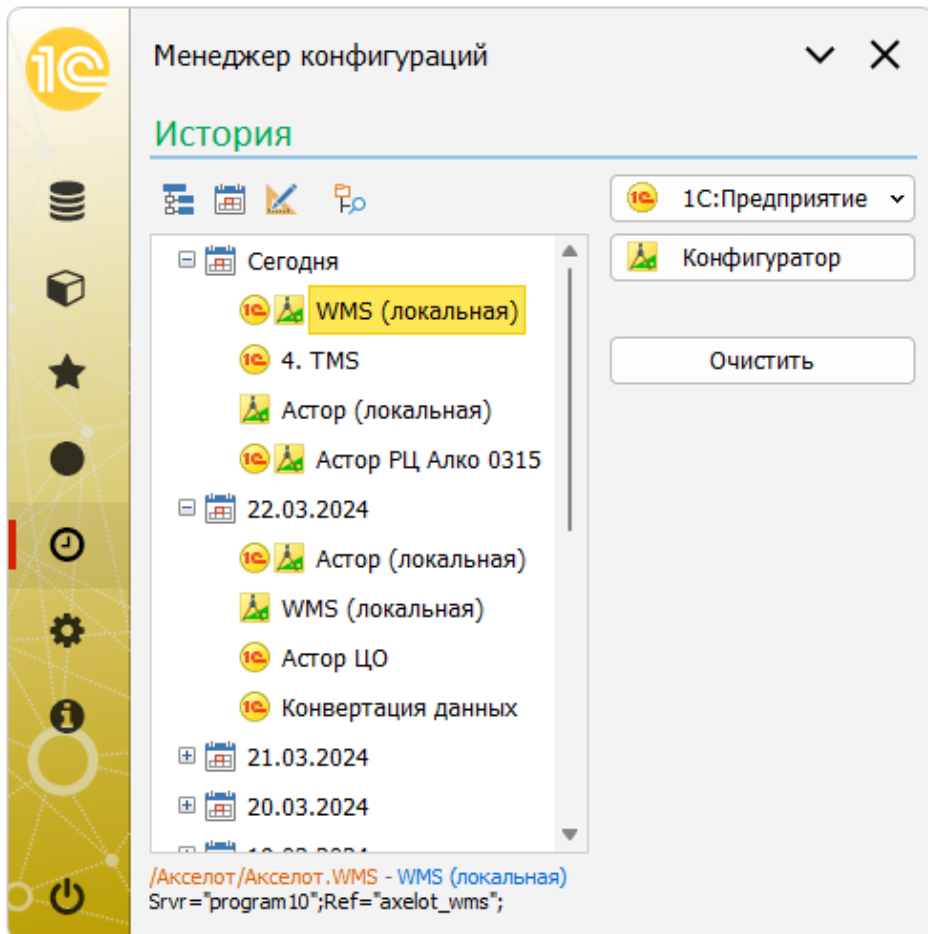 1С
Менеджер конфигураций
История
1С:Предприятие
Конфигуратор
Очистить
Сегодня
WMS (локальная)
4. TMS
Астор (локальная)
Астор РЦ Алко 0315
22.03.2024
Астор (локальная)
WMS (локальная)
Астор ЦО
Конвертация данных
21.03.2024
20.03.2024
/Акселот/Акселот.WMS - WMS (локальная)
Srvr="program10";Ref="axelot_wms";